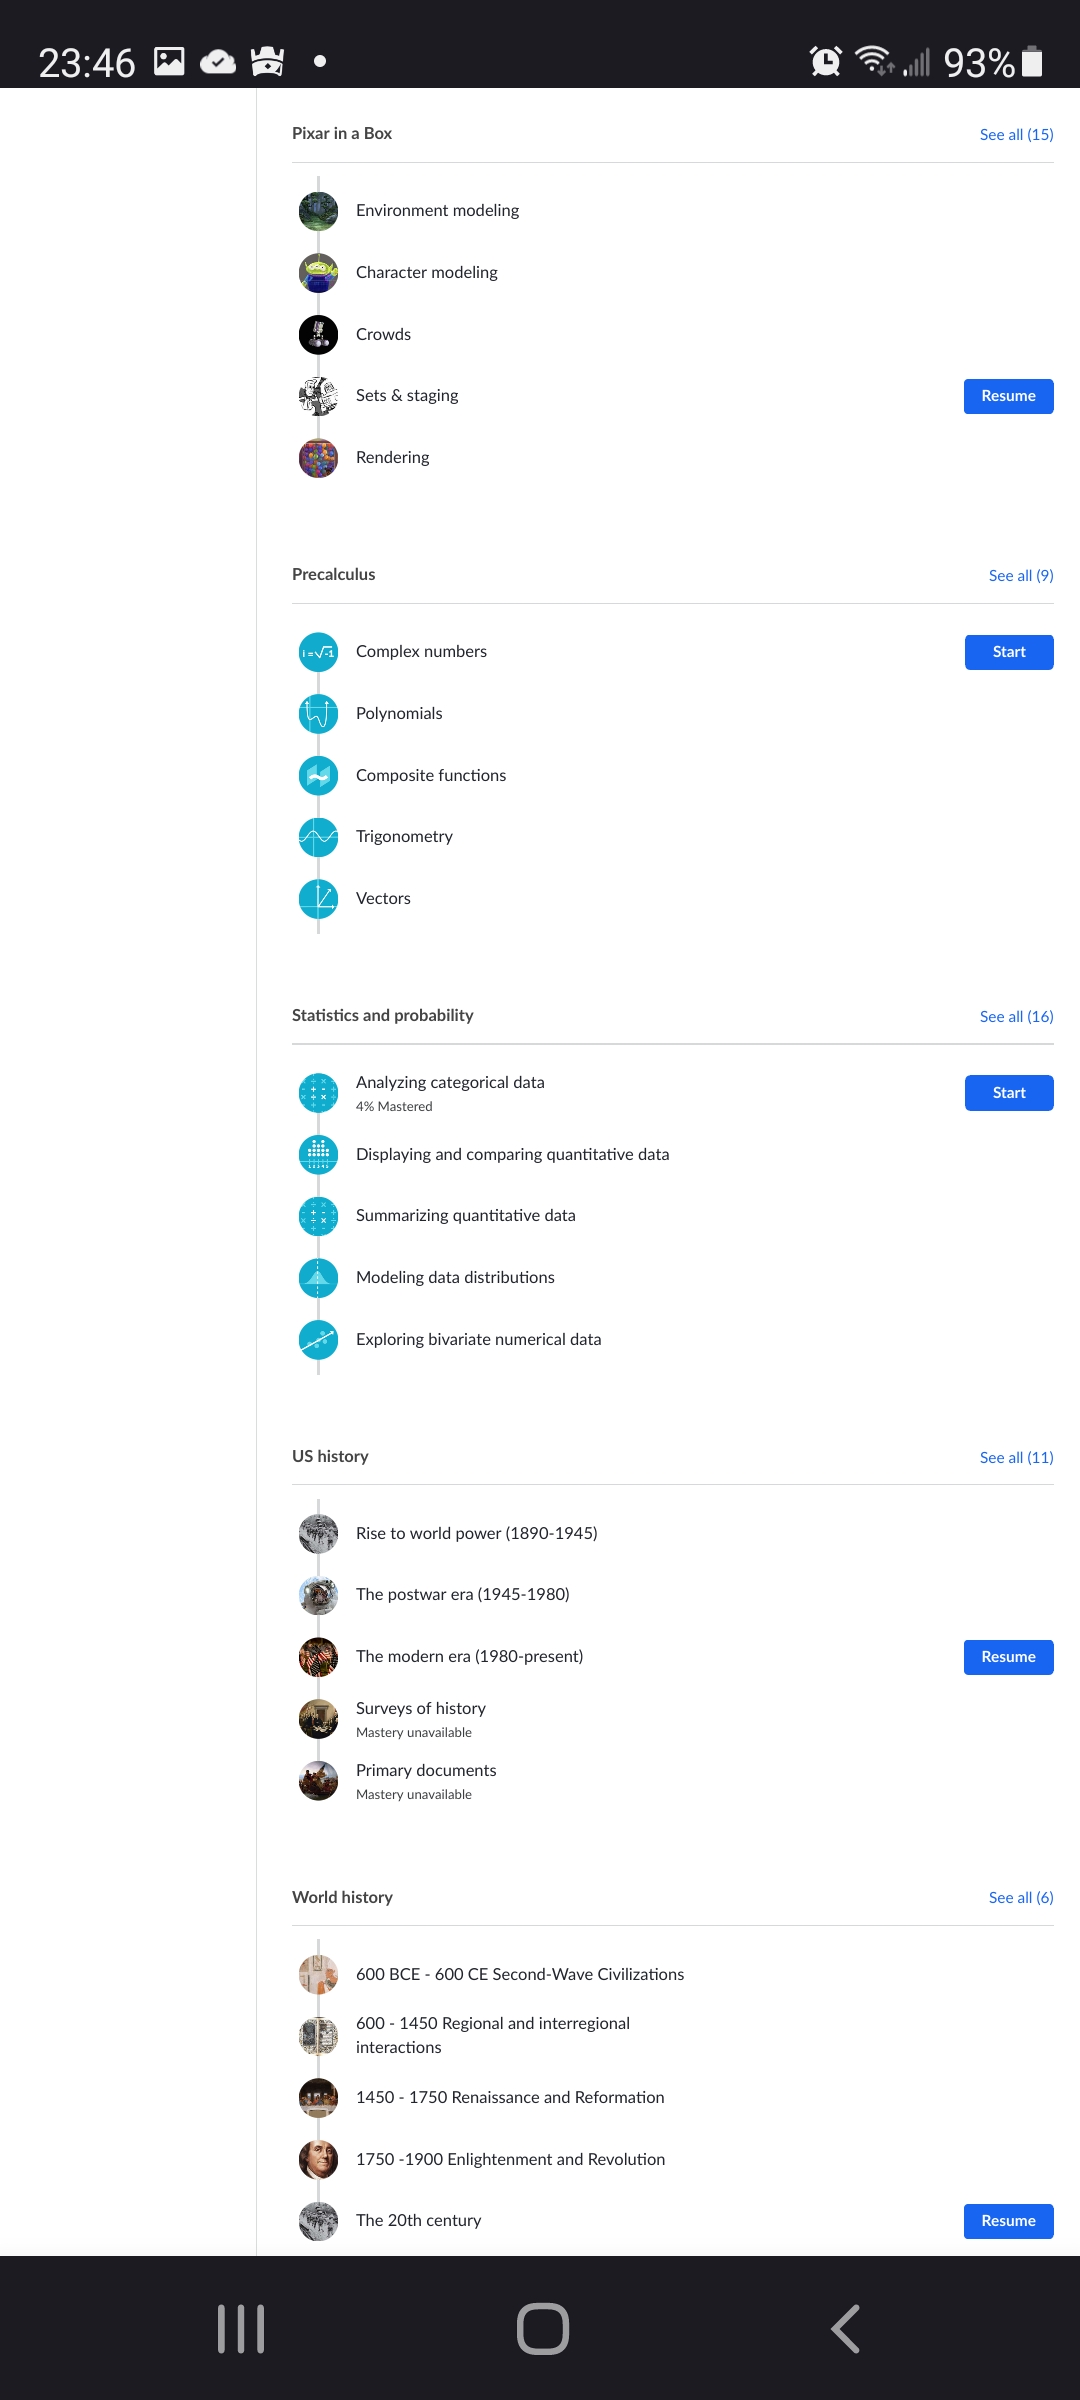 23:46
93%
Pixar in a Box
See all (15)
Environment modeling
Character modeling
Crowds
Sets & staging
Resume
Rendering
Precalculus
See all (9)
i = √-1
Complex numbers
Start
Polynomials
Composite functions
Trigonometry
Vectors
Statistics and probability
See all (16)
Analyzing categorical data
4% Mastered
Start
Displaying and comparing quantitative data
Summarizing quantitative data
Modeling data distributions
Exploring bivariate numerical data
US history
See all (11)
Rise to world power (1890-1945)
The postwar era (1945-1980)
The modern era (1980-present)
Resume
Surveys of history
Mastery unavailable
Primary documents
Mastery unavailable
World history
See all (6)
600 BCE - 600 CE Second-Wave Civilizations
600 - 1450 Regional and interregional
interactions
1450 - 1750 Renaissance and Reformation
1750 -1900 Enlightenment and Revolution
The 20th century
Resume